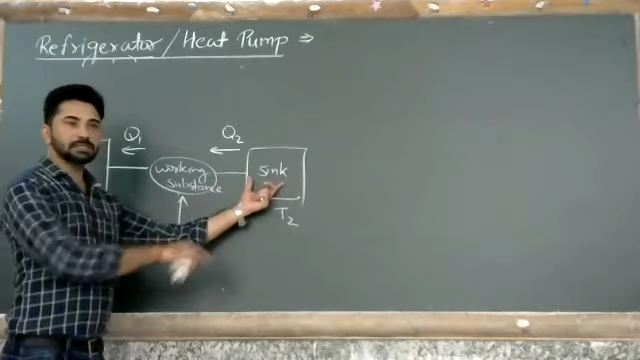 Refrigerator/Heat Pump ⇒
Q₁
Q₂
working
Substance
Sink
T₂